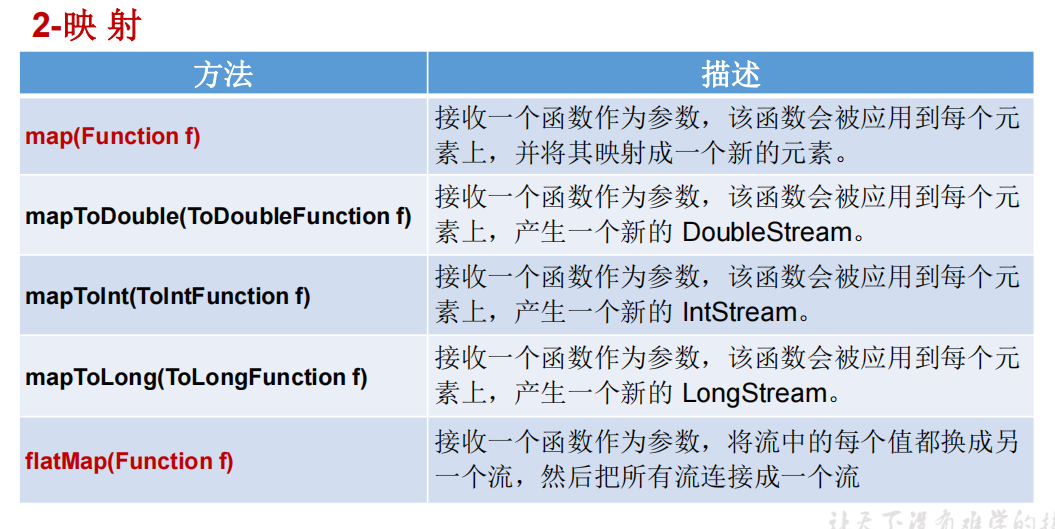 2-映 射
方法
描述
map(Function f)
接收一个函数作为参数，该函数会被应用到每个元
素上，并将其映射成一个新的元素。
mapToDouble(ToDoubleFunction f)
接收一个函数作为参数，该函数会被应用到每个元
素上，产生一个新的 DoubleStream。
mapToInt(ToIntFunction f)
接收一个函数作为参数，该函数会被应用到每个元
素上，产生一个新的 IntStream。
mapToLong(ToLongFunction f)
接收一个函数作为参数，该函数会被应用到每个元
素上，产生一个新的 LongStream。
flatMap(Function f)
接收一个函数作为参数，将流中的每个值都换成另
一个流，然后把所有流连接成一个流
让天下没有难学的技